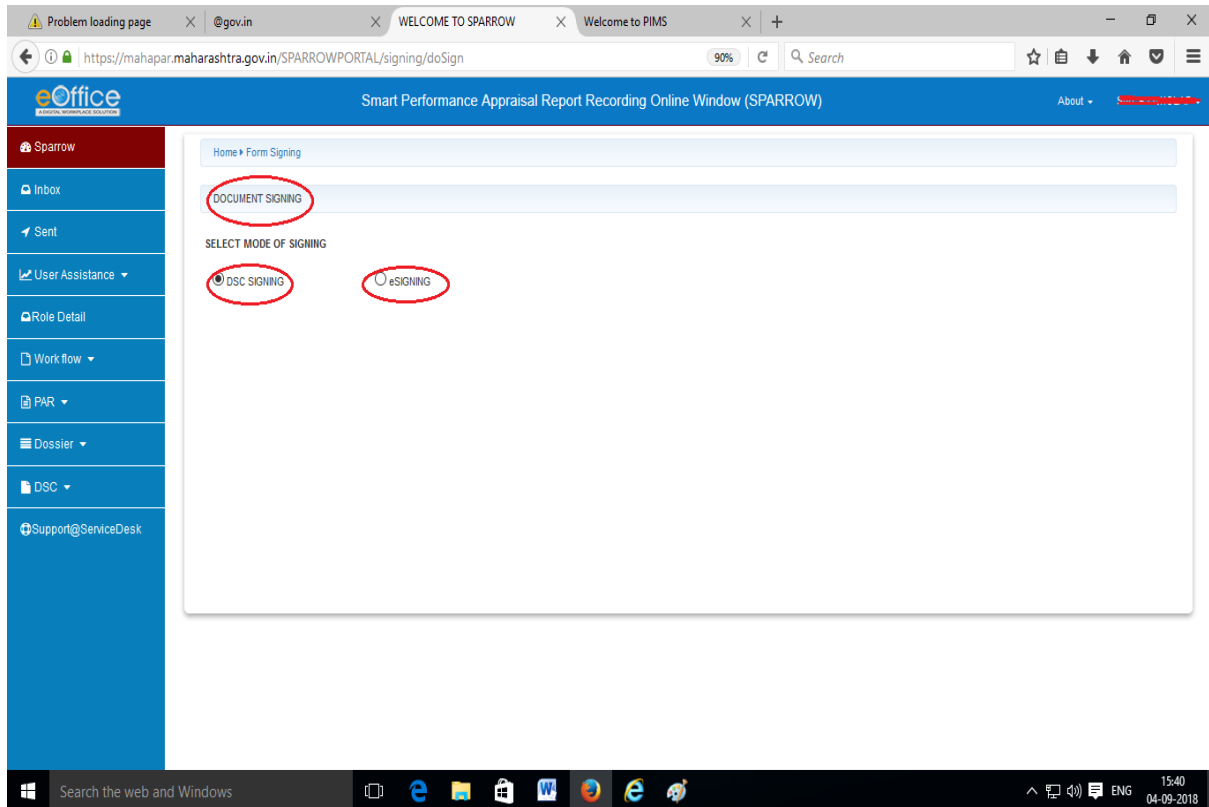 Problem loading page
@gov.in
WELCOME TO SPARROW
Welcome to PIMS
https://mahapar.maharashtra.gov.in/SPARROWPORTAL/signing/doSign
90%
Search
eOffice
A DIGITAL WORKPLACE SOLUTION
Smart Performance Appraisal Report Recording Online Window (SPARROW)
About
Sparrow
Inbox
Sent
User Assistance
Role Detail
Work flow
PAR
Dossier
DSC
Support@ServiceDesk
Home Form Signing
DOCUMENT SIGNING
SELECT MODE OF SIGNING
DSC SIGNING eSIGNING
Search the web and Windows
ENG
15:40
04-09-2018